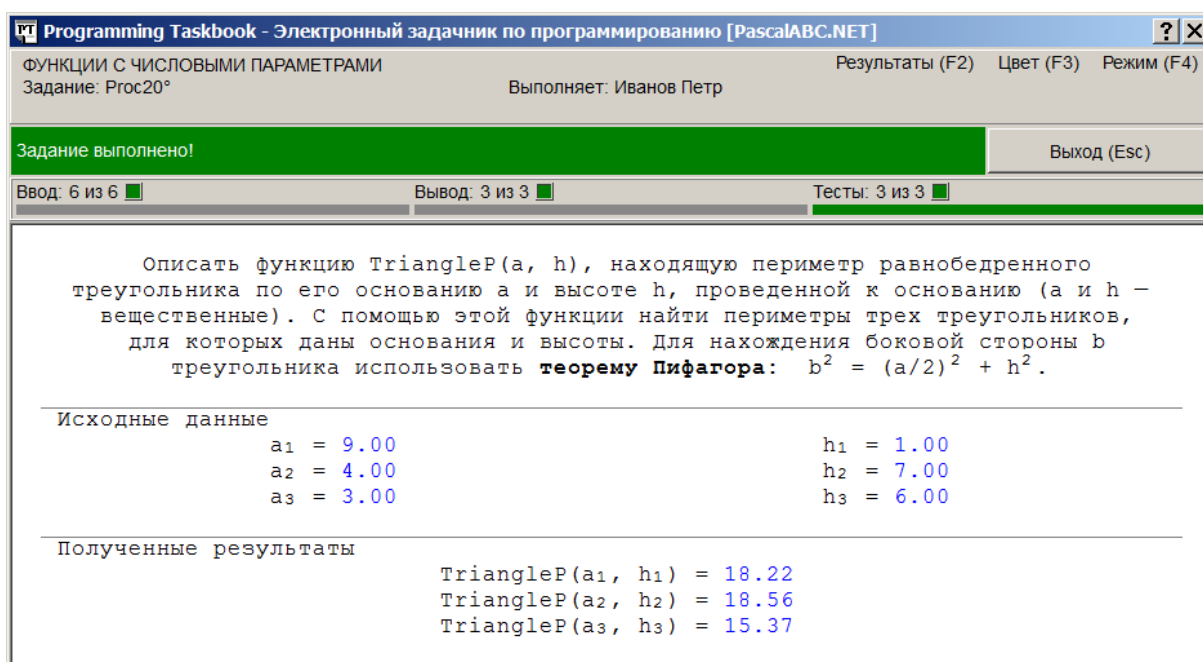 Programming Taskbook - Электронный задачник по программированию [PascalABC.NET]
ФУНКЦИИ С ЧИСЛОВЫМИ ПАРАМЕТРАМИ
Результаты (F2) Цвет (F3) Режим (F4)
Задание: Proc20° Выполняет: Иванов Петр
Задание выполнено! Выход (Esc)
Ввод: 6 из 6 Вывод: 3 из 3 Тесты: 3 из 3
Описать функцию TriangleP(a, h), находящую периметр равнобедренного
треугольника по его основанию a и высоте h, проведенной к основанию (a и h —
вещественные). С помощью этой функции найти периметры трех треугольников,
для которых даны основания и высоты. Для нахождения боковой стороны b
треугольника использовать теорему Пифагора: b² = (a/2)² + h².
Исходные данные
a₁ = 9.00 h₁ = 1.00
a₂ = 4.00 h₂ = 7.00
a₃ = 3.00 h₃ = 6.00
Полученные результаты
TriangleP(a₁, h₁) = 18.22
TriangleP(a₂, h₂) = 18.56
TriangleP(a₃, h₃) = 15.37